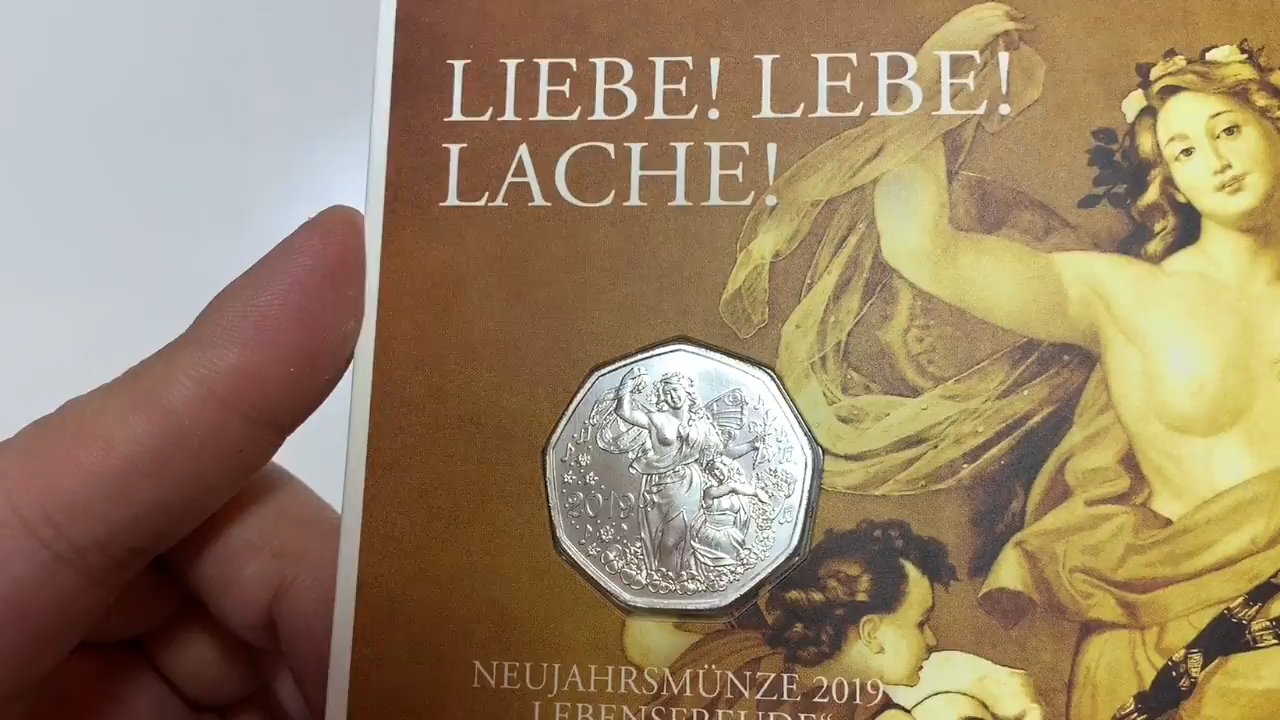 LIEBE! LEBE!
LACHE!
2019
NEUJAHRSMÜNZE 2019
LEBENSFREUDE“